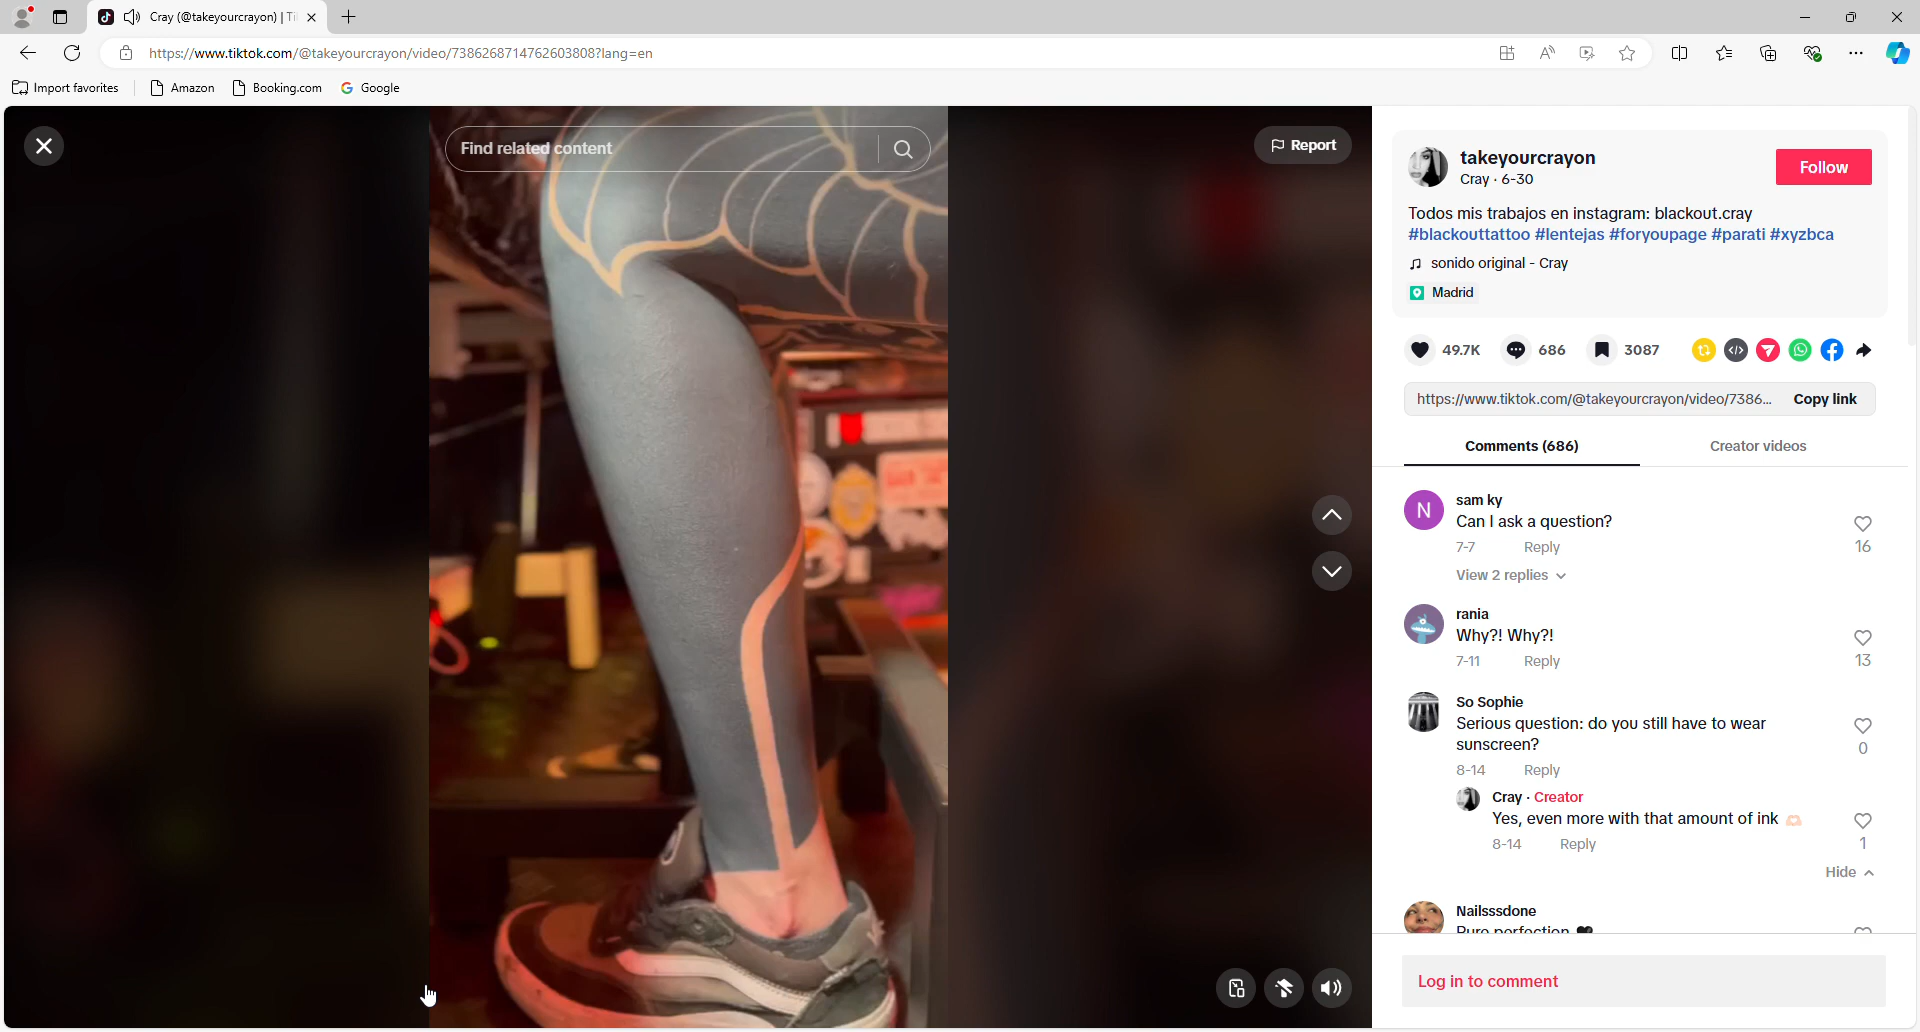 Cray (@takeyourcrayon) | Ti
https://www.tiktok.com/@takeyourcrayon/video/7386268714762603808?lang=en
Import favorites
Amazon
Booking.com
Google
Find related content
Report
takeyourcrayon
Cray · 6-30
Follow
Todos mis trabajos en instagram: blackout.cray
#blackouttattoo #lentejas #foryoupage #parati #xyzbca
sonido original - Cray
Madrid
49.7K
686
3087
https://www.tiktok.com/@takeyourcrayon/video/7386...
Copy link
Comments (686)
Creator videos
N
sam ky
Can I ask a question?
7-7
Reply
16
View 2 replies
rania
Why?! Why?!
7-11
Reply
13
So Sophie
Serious question: do you still have to wear
sunscreen?
8-14
Reply
0
Cray · Creator
Yes, even more with that amount of ink 🫶🏻
8-14
Reply
1
Hide
Nailsssdone
Pure perfection 🖤
Log in to comment